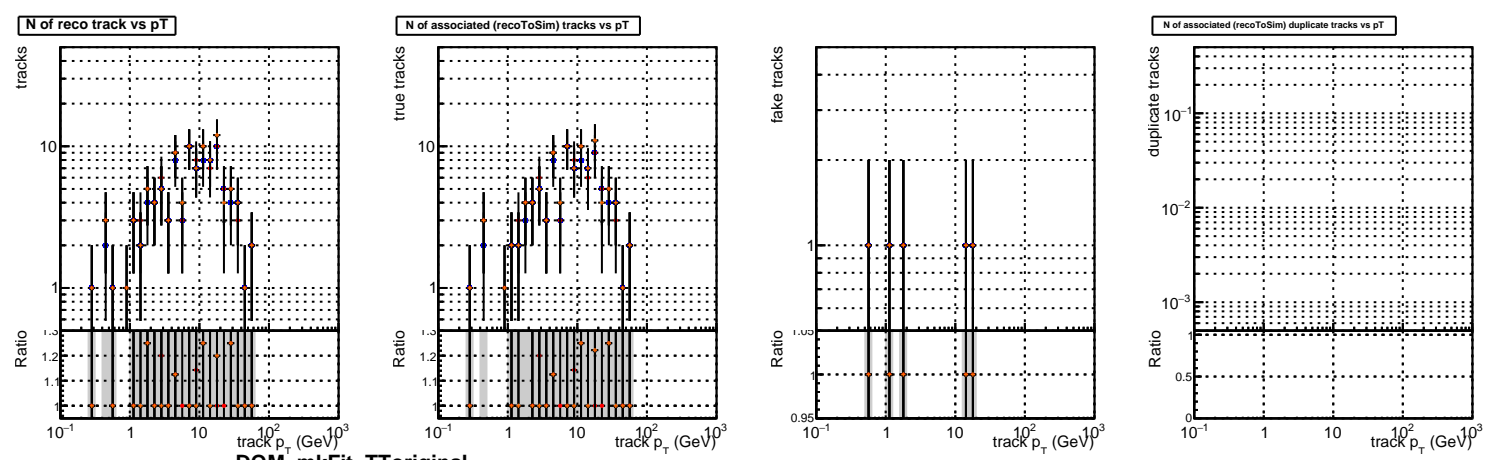 N of reco track vs pT
tracks
10
1
1.3
1.2
1.1
1
Ratio
10⁻¹ 1 10 10² 10³
track p_T (GeV)
N of associated (recoToSim) tracks vs pT
true tracks
10
1
1.3
1.2
1.1
1
Ratio
10⁻¹ 1 10 10² 10³
track p_T (GeV)
fake tracks
1
1.05
1
0.95
Ratio
10⁻¹ 1 10 10² 10³
track p_T (GeV)
N of associated (recoToSim) duplicate tracks vs pT
duplicate tracks
10⁻¹
10⁻²
10⁻³
1
0.5
0
Ratio
10⁻¹ 1 10 10² 10³
track p_T (GeV)